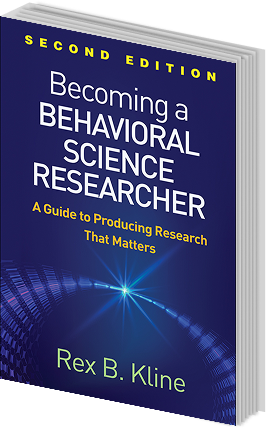 SECOND EDITION
Becoming a
BEHAVIORAL
SCIENCE
RESEARCHER
A Guide to Producing Research
That Matters
Rex B. Kline